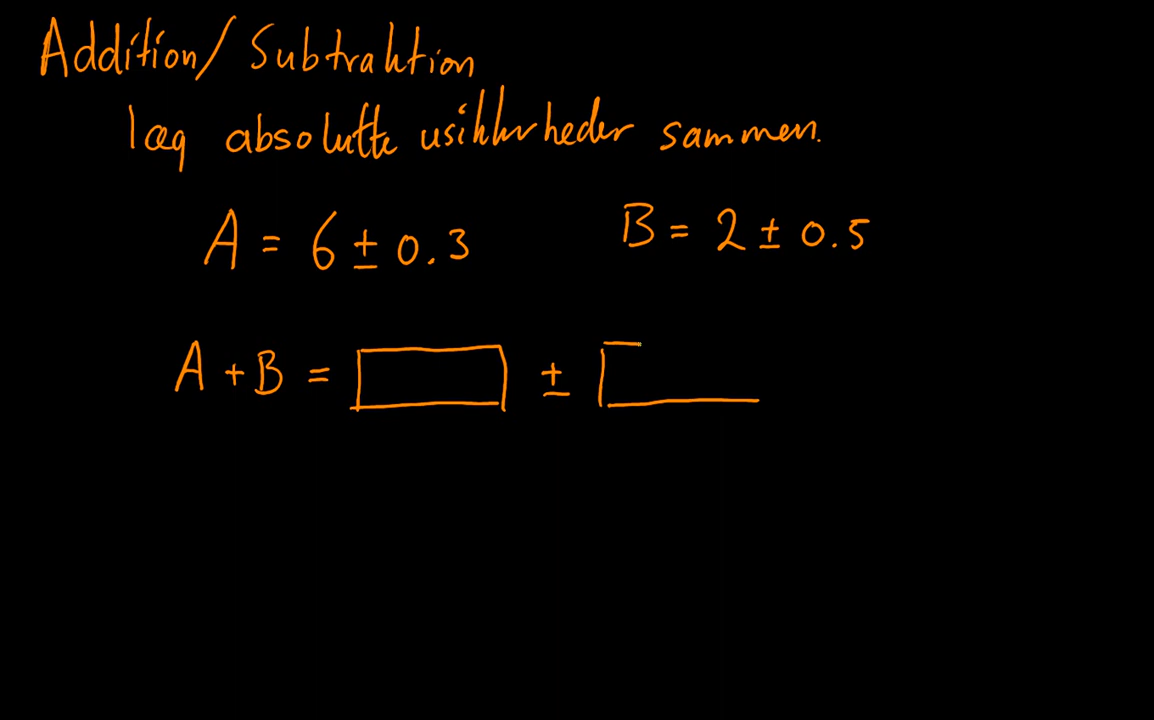 Addition/Subtraktion
læg absolutte usikkerheder sammen.
A = 6 ± 0.3 B = 2 ± 0.5
A + B = ±